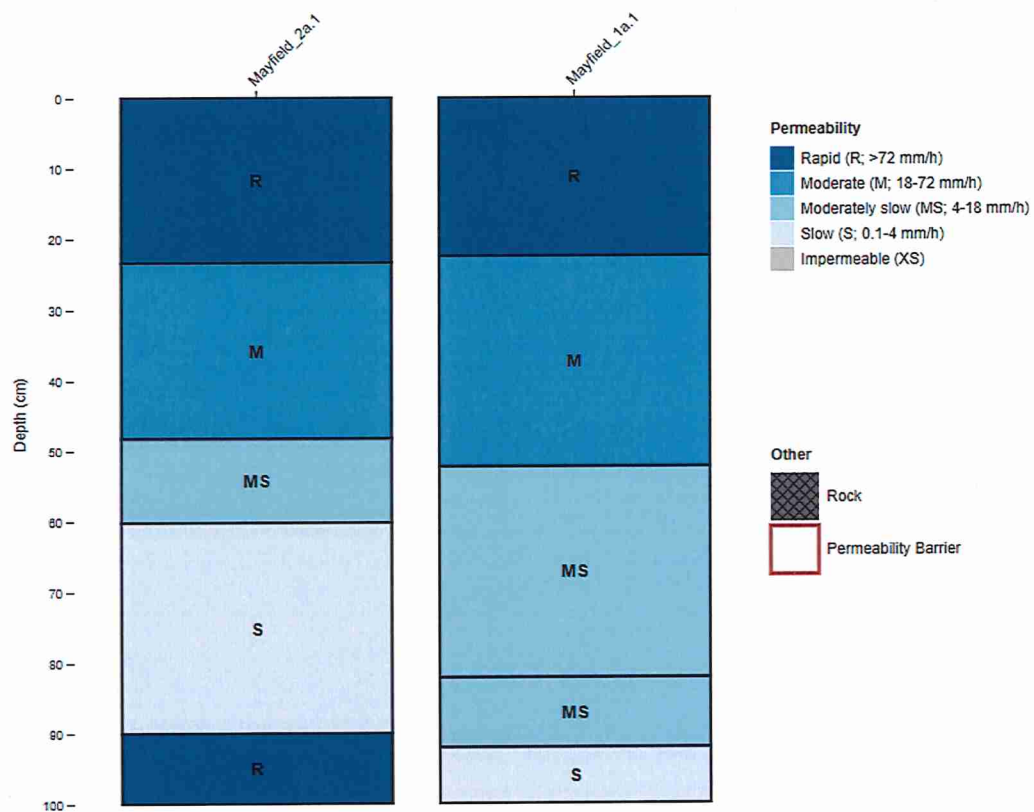 Mayfield_2a.1
Mayfield_1a.1
Depth (cm)
0
10
20
30
40
50
60
70
80
90
100
R
M
MS
S
R
R
M
MS
MS
S
Permeability
Rapid (R; >72 mm/h)
Moderate (M; 18-72 mm/h)
Moderately slow (MS; 4-18 mm/h)
Slow (S; 0.1-4 mm/h)
Impermeable (XS)
Other
Rock
Permeability Barrier